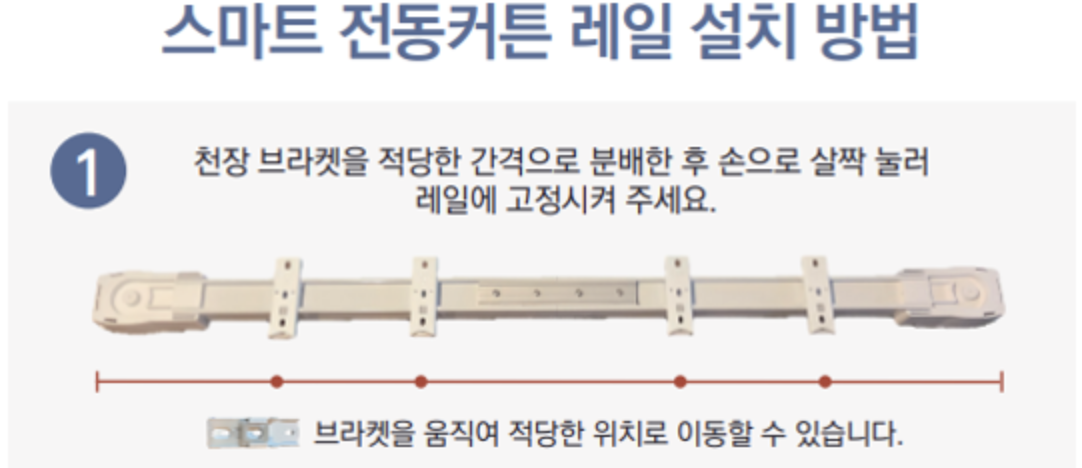 스마트 전동커튼 레일 설치 방법
1
천장 브라켓을 적당한 간격으로 분배한 후 손으로 살짝 눌러
레일에 고정시켜 주세요.
브라켓을 움직여 적당한 위치로 이동할 수 있습니다.